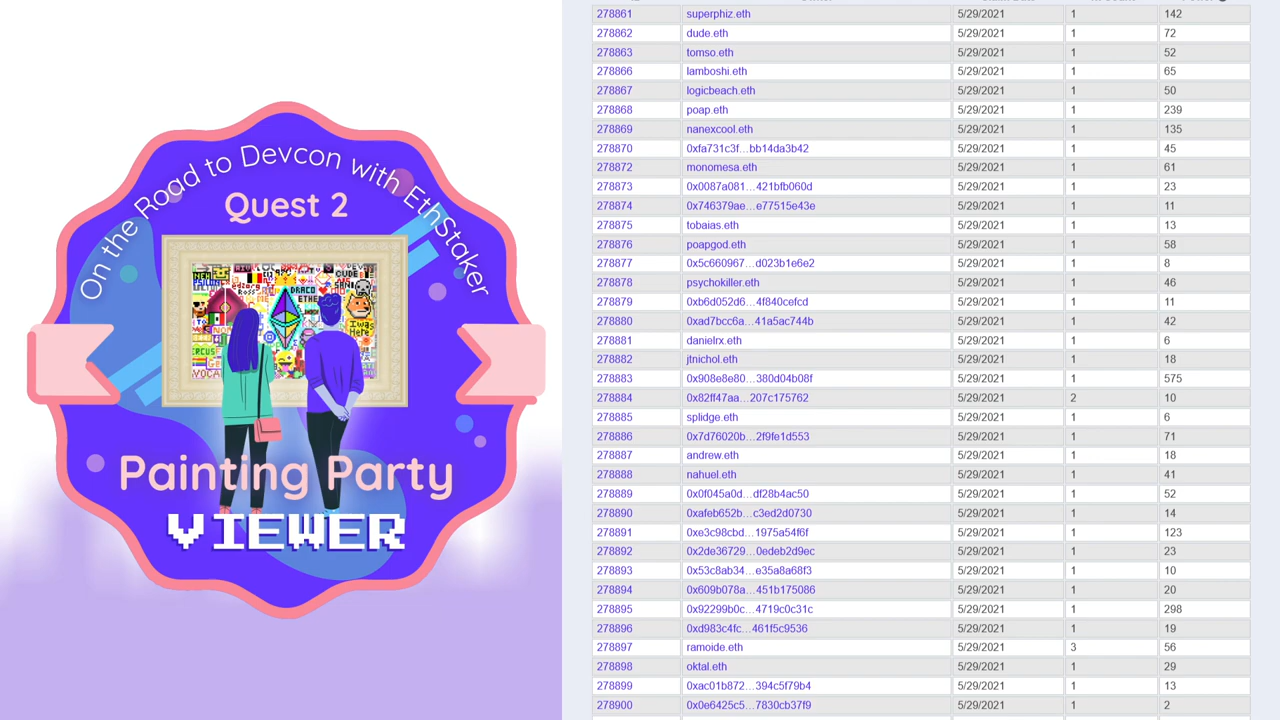 On the Road to Devcon with EthStaker
Quest 2
DRACO
ETHE
I was
Here
Painting Party
VIEWER
278861 superphiz.eth 5/29/2021 1 142
278862 dude.eth 5/29/2021 1 72
278863 tomso.eth 5/29/2021 1 52
278866 lamboshi.eth 5/29/2021 1 65
278867 logicbeach.eth 5/29/2021 1 50
278868 poap.eth 5/29/2021 1 239
278869 nanexcool.eth 5/29/2021 1 135
278870 0xfa731c3f…bb14da3b42 5/29/2021 1 45
278872 monomesa.eth 5/29/2021 1 61
278873 0x0087a081…421bfb060d 5/29/2021 1 23
278874 0x746379ae…e77515e43e 5/29/2021 1 11
278875 tobaias.eth 5/29/2021 1 13
278876 poapgod.eth 5/29/2021 1 58
278877 0x5c660967…d023b1e6e2 5/29/2021 1 8
278878 psychokiller.eth 5/29/2021 1 46
278879 0xb6d052d6…4f840cefcd 5/29/2021 1 11
278880 0xad7bcc6a…41a5ac744b 5/29/2021 1 42
278881 danielrx.eth 5/29/2021 1 6
278882 jtnichol.eth 5/29/2021 1 18
278883 0x908e8e80…380d04b08f 5/29/2021 1 575
278884 0x82ff47aa…207c175762 5/29/2021 2 10
278885 splidge.eth 5/29/2021 1 6
278886 0x7d76020b…2f9fe1d553 5/29/2021 1 71
278887 andrew.eth 5/29/2021 1 18
278888 nahuel.eth 5/29/2021 1 41
278889 0x0f045a0d…df28b4ac50 5/29/2021 1 52
278890 0xafeb652b…c3ed2d0730 5/29/2021 1 14
278891 0xe3c98cbd…1975a54f6f 5/29/2021 1 123
278892 0x2de36729…0edeb2d9ec 5/29/2021 1 23
278893 0x53c8ab34…e35a8a68f3 5/29/2021 1 10
278894 0x609b078a…451b175086 5/29/2021 1 20
278895 0x92299b0c…4719c0c31c 5/29/2021 1 298
278896 0xd983c4fc…461f5c9536 5/29/2021 1 19
278897 ramoide.eth 5/29/2021 3 56
278898 oktal.eth 5/29/2021 1 29
278899 0xac01b872…394c5f79b4 5/29/2021 1 13
278900 0x0e6425c5…7830cb37f9 5/29/2021 1 2